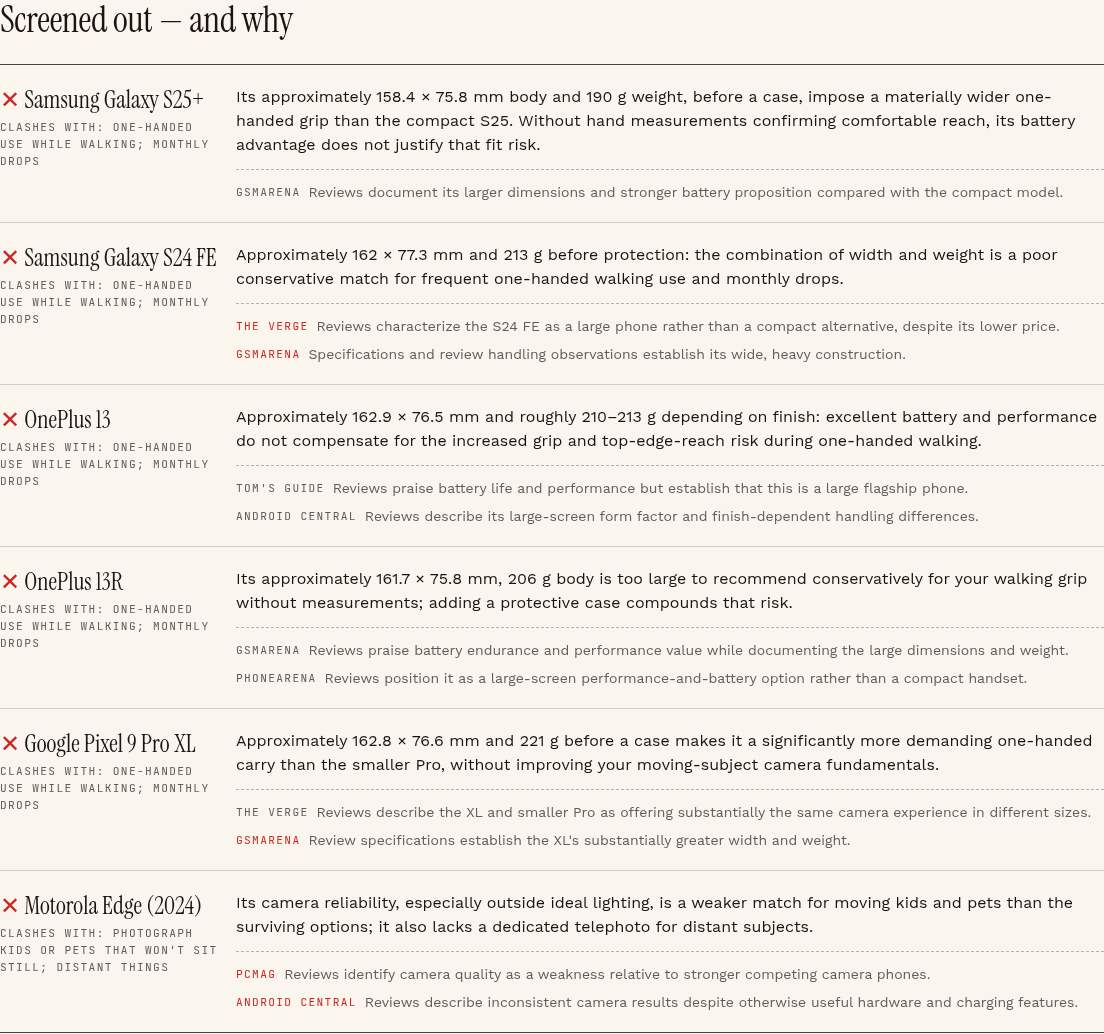 Screened out — and why
✕ Samsung Galaxy S25+
CLASHES WITH: ONE-HANDED
USE WHILE WALKING; MONTHLY
DROPS
Its approximately 158.4 × 75.8 mm body and 190 g weight, before a case, impose a materially wider one-
handed grip than the compact S25. Without hand measurements confirming comfortable reach, its battery
advantage does not justify that fit risk.
GSMARENA Reviews document its larger dimensions and stronger battery proposition compared with the compact model.
✕ Samsung Galaxy S24 FE
CLASHES WITH: ONE-HANDED
USE WHILE WALKING; MONTHLY
DROPS
Approximately 162 × 77.3 mm and 213 g before protection: the combination of width and weight is a poor
conservative match for frequent one-handed walking use and monthly drops.
THE VERGE Reviews characterize the S24 FE as a large phone rather than a compact alternative, despite its lower price.
GSMARENA Specifications and review handling observations establish its wide, heavy construction.
✕ OnePlus 13
CLASHES WITH: ONE-HANDED
USE WHILE WALKING; MONTHLY
DROPS
Approximately 162.9 × 76.5 mm and roughly 210–213 g depending on finish: excellent battery and performance
do not compensate for the increased grip and top-edge-reach risk during one-handed walking.
TOM'S GUIDE Reviews praise battery life and performance but establish that this is a large flagship phone.
ANDROID CENTRAL Reviews describe its large-screen form factor and finish-dependent handling differences.
✕ OnePlus 13R
CLASHES WITH: ONE-HANDED
USE WHILE WALKING; MONTHLY
DROPS
Its approximately 161.7 × 75.8 mm, 206 g body is too large to recommend conservatively for your walking grip
without measurements; adding a protective case compounds that risk.
GSMARENA Reviews praise battery endurance and performance value while documenting the large dimensions and weight.
PHONEARENA Reviews position it as a large-screen performance-and-battery option rather than a compact handset.
✕ Google Pixel 9 Pro XL
CLASHES WITH: ONE-HANDED
USE WHILE WALKING; MONTHLY
DROPS
Approximately 162.8 × 76.6 mm and 221 g before a case makes it a significantly more demanding one-handed
carry than the smaller Pro, without improving your moving-subject camera fundamentals.
THE VERGE Reviews describe the XL and smaller Pro as offering substantially the same camera experience in different sizes.
GSMARENA Review specifications establish the XL's substantially greater width and weight.
✕ Motorola Edge (2024)
CLASHES WITH: PHOTOGRAPH
KIDS OR PETS THAT WON'T SIT
STILL; DISTANT THINGS
Its camera reliability, especially outside ideal lighting, is a weaker match for moving kids and pets than the
surviving options; it also lacks a dedicated telephoto for distant subjects.
PCMAG Reviews identify camera quality as a weakness relative to stronger competing camera phones.
ANDROID CENTRAL Reviews describe inconsistent camera results despite otherwise useful hardware and charging features.